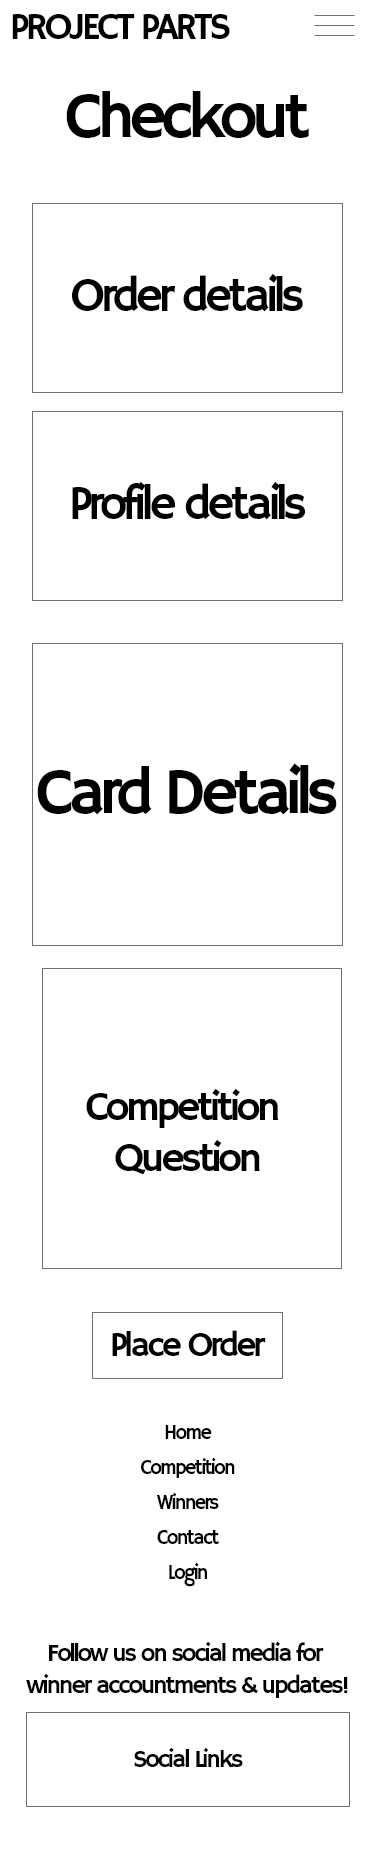 PROJECT PARTS
Checkout
Order details
Profile details
Card Details
Competition
Question
Place Order
Home
Competition
Winners
Contact
Login
Follow us on social media for
winner accountments & updates!
Social Links